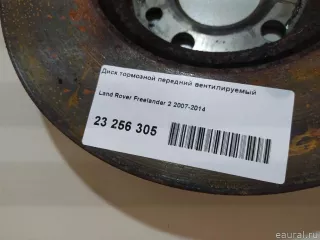 Диск тормозной передний вентилируемый
Land Rover Freelander 2 2007-2014
23 256 305
eaural.ru